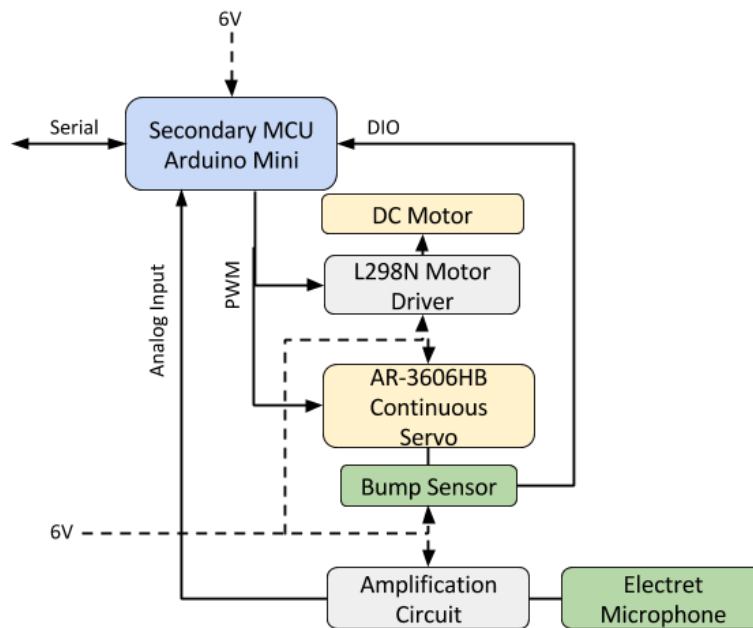 6V
Serial
Secondary MCU
Arduino Mini
DIO
DC Motor
L298N Motor
Driver
Analog Input
PWM
AR-3606HB
Continuous
Servo
Bump Sensor
6V
Amplification
Circuit
Electret
Microphone